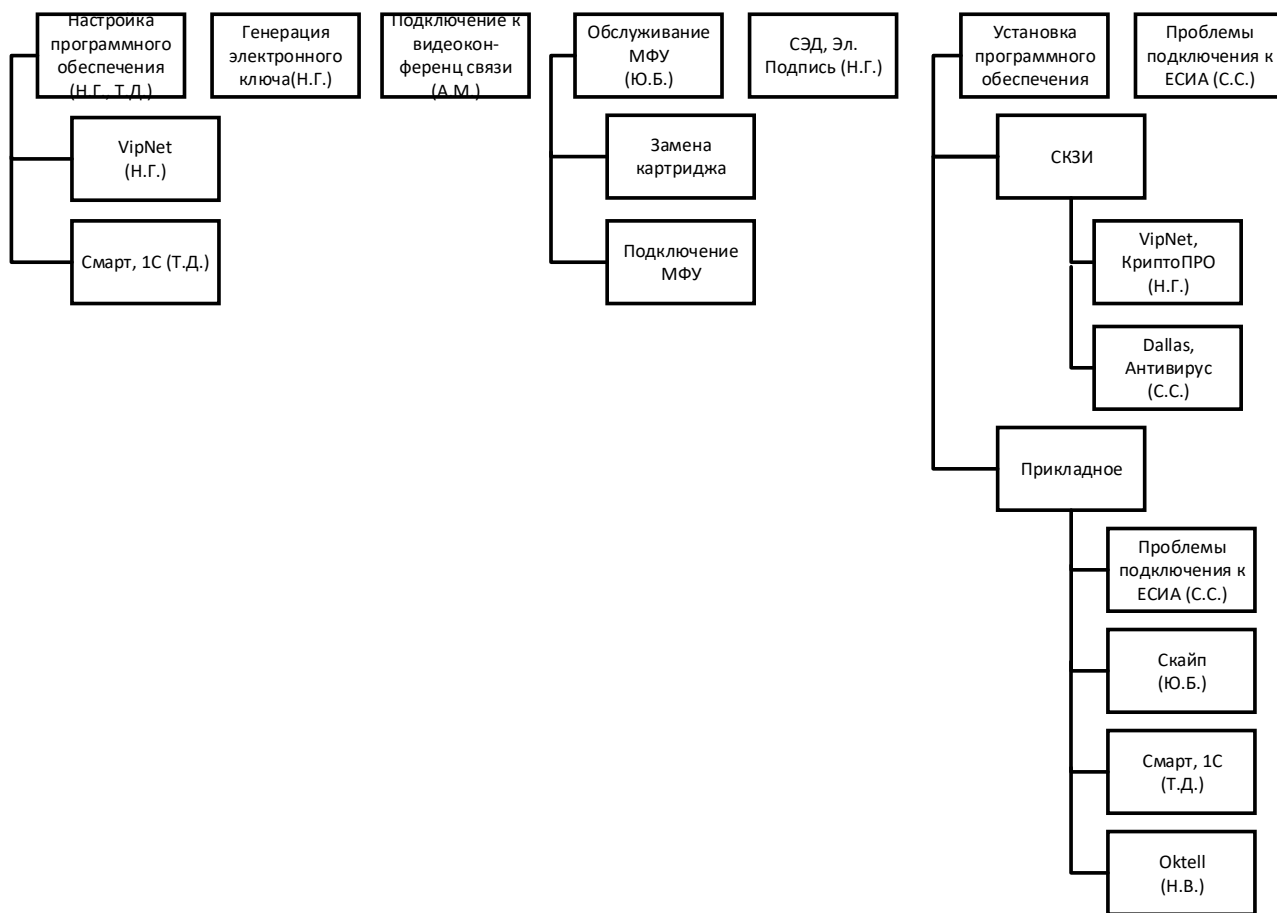 Настройка
программного
обеспечения
(Н.Г., Т.Д.)
Генерация
электронного
ключа(Н.Г.)
Подключение к
видеокон-
ференц связи
(А.М.)
Обслуживание
МФУ
(Ю.Б.)
СЭД, Эл.
Подпись (Н.Г.)
Установка
программного
обеспечения
Проблемы
подключения к
ЕСИА (С.С.)
VipNet
(Н.Г.)
Смарт, 1С (Т.Д.)
Замена
картриджа
Подключение
МФУ
СКЗИ
VipNet,
КриптоПРО
(Н.Г.)
Dallas,
Антивирус
(С.С.)
Прикладное
Проблемы
подключения к
ЕСИА (С.С.)
Скайп
(Ю.Б.)
Смарт, 1С
(Т.Д.)
Oktell
(Н.В.)